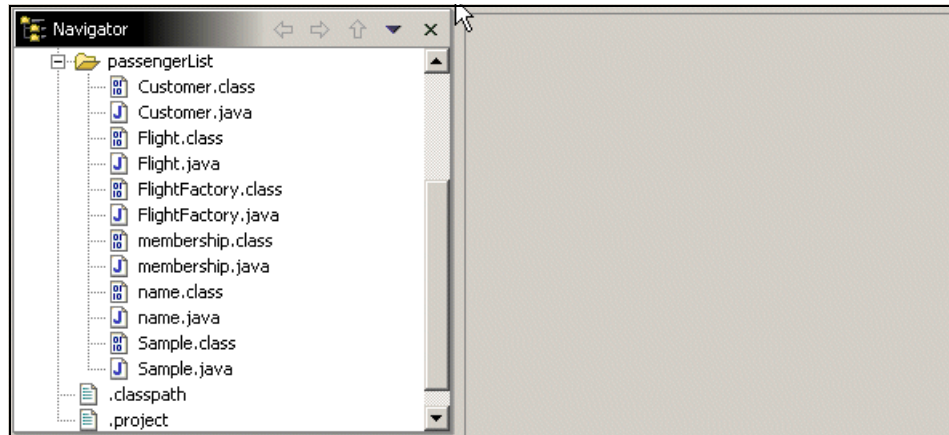 Navigator
passengerList
Customer.class
Customer.java
Flight.class
Flight.java
FlightFactory.class
FlightFactory.java
membership.class
membership.java
name.class
name.java
Sample.class
Sample.java
.classpath
.project